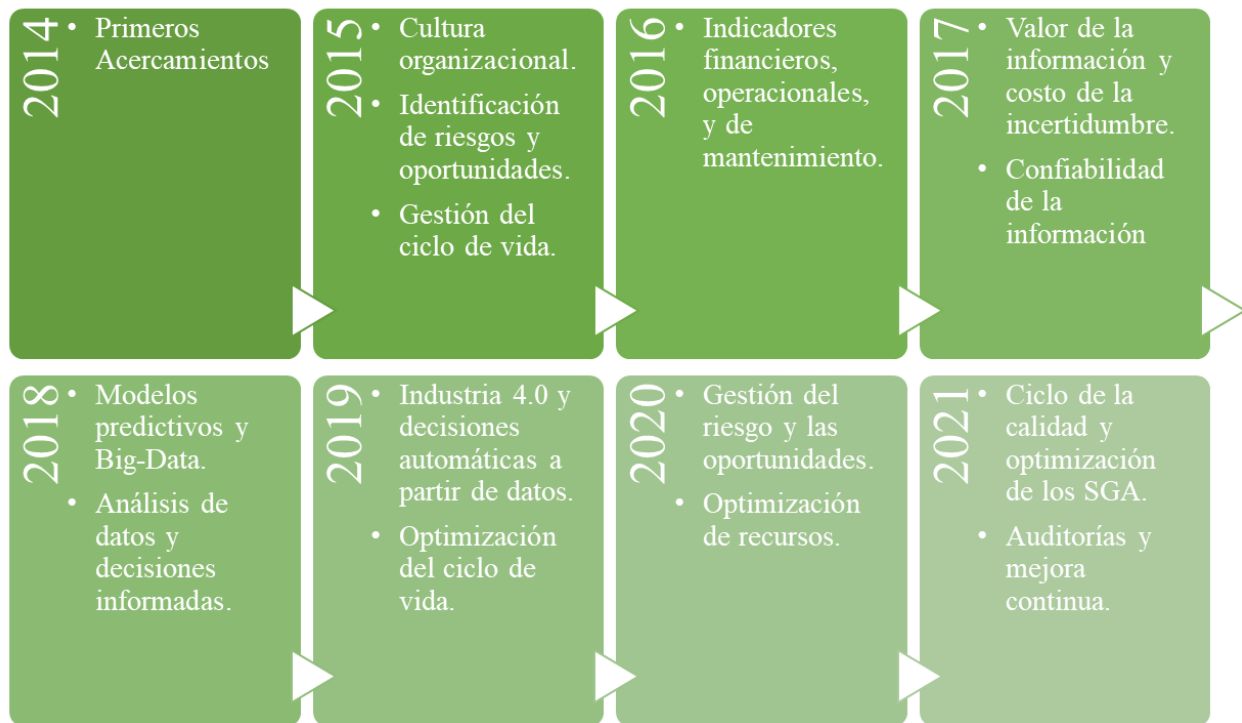 2014
• Primeros
Acercamientos
2015
• Cultura
organizacional.
• Identificación
de riesgos y
oportunidades.
• Gestión del
ciclo de vida.
2016
• Indicadores
financieros,
operacionales,
y de
mantenimiento.
2017
• Valor de la
información y
costo de la
incertidumbre.
• Confiabilidad
de la
información
2018
• Modelos
predictivos y
Big-Data.
• Análisis de
datos y
decisiones
informadas.
2019
• Industria 4.0 y
decisiones
automáticas a
partir de datos.
• Optimización
del ciclo de
vida.
2020
• Gestión del
riesgo y las
oportunidades.
• Optimización
de recursos.
2021
• Ciclo de la
calidad y
optimización
de los SGA.
• Auditorías y
mejora
continua.